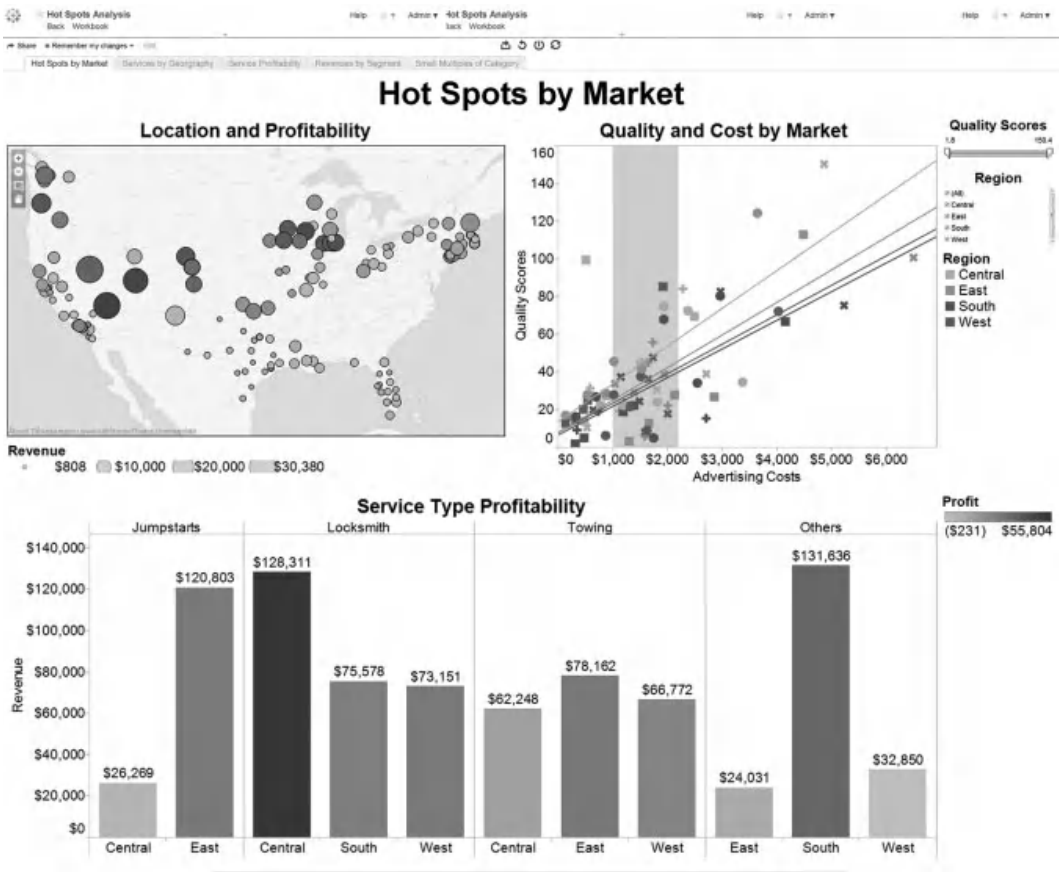 Hot Spots Analysis Help Admin Hot Spots Analysis Help Admin Help Admin
Back Workbook Back Workbook
Share Remember my changes
Hot Spots by Market Services by Georgraphy Service Profitability Revenues by Segment Small Multiples of Category
Hot Spots by Market
Location and Profitability
Revenue
$808 $10,000 $20,000 $30,380
Quality and Cost by Market
Quality Scores
160
140
120
100
80
60
40
20
0
$0 $1,000 $2,000 $3,000 $4,000 $5,000 $6,000
Advertising Costs
Quality Scores
1.8 159.4
Region
(All)
Central
East
South
West
Region
Central
East
South
West
Service Type Profitability
Jumpstarts Locksmith Towing Others
Revenue
$140,000
$120,000
$100,000
$80,000
$60,000
$40,000
$20,000
$0
$26,269 $120,803 $128,311 $75,578 $73,151 $62,248 $78,162 $66,772 $24,031 $131,636 $32,850
Central East Central South West Central East West East South West
Profit
($231) $55,804